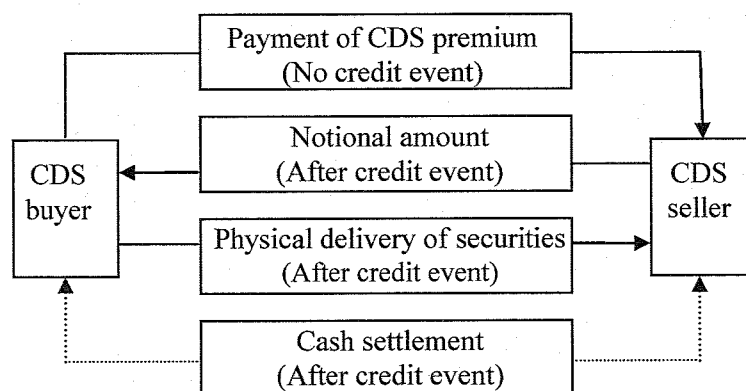 Payment of CDS premium
(No credit event)
Notional amount
(After credit event)
CDS
buyer
CDS
seller
Physical delivery of securities
(After credit event)
Cash settlement
(After credit event)